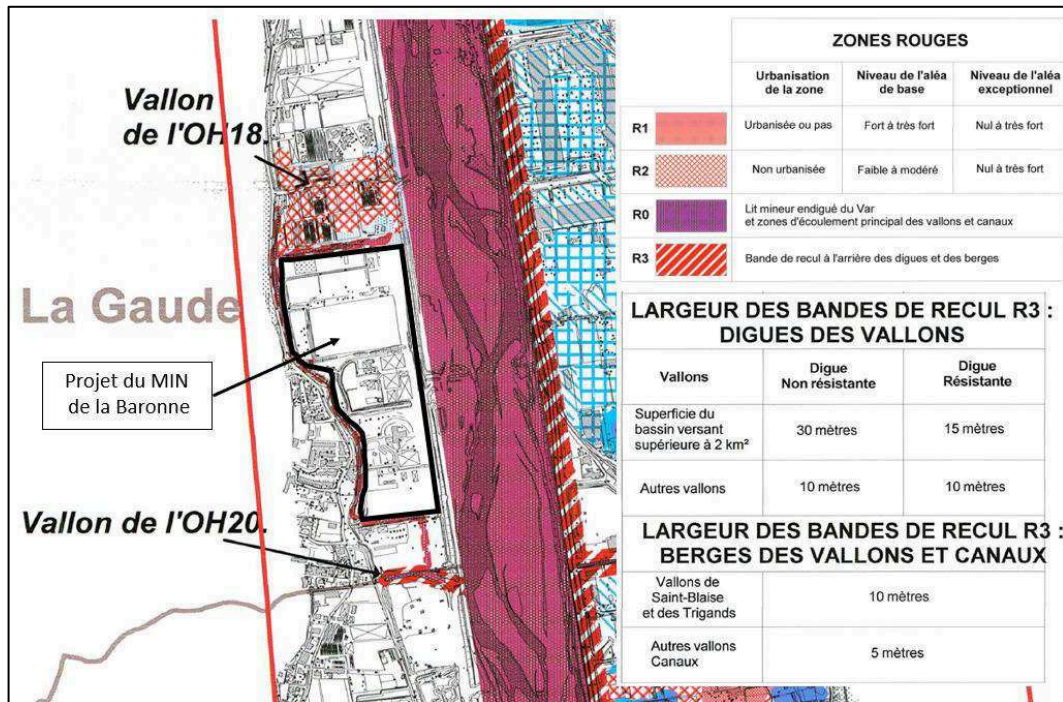 Vallon
de l'OH18.
La Gaude
Projet du MIN
de la Baronne
Vallon de l'OH20.
ZONES ROUGES
Urbanisation
de la zone
Niveau de l'aléa
de base
Niveau de l'aléa
exceptionnel
R1
Urbanisée ou pas
Fort à très fort
Nul à très fort
R2
Non urbanisée
Faible à modéré
Nul à très fort
R0
Lit mineur endigué du Var
et zones d'écoulement principal des vallons et canaux
R3
Bande de recul à l'arrière des digues et des berges
LARGEUR DES BANDES DE RECUL R3 :
DIGUES DES VALLONS
Vallons
Digue
Non résistante
Digue
Résistante
Superficie du
bassin versant
supérieure à 2 km²
30 mètres
15 mètres
Autres vallons
10 mètres
10 mètres
LARGEUR DES BANDES DE RECUL R3 :
BERGES DES VALLONS ET CANAUX
Vallons de
Saint-Blaise
et des Trigands
10 mètres
Autres vallons
Canaux
5 mètres